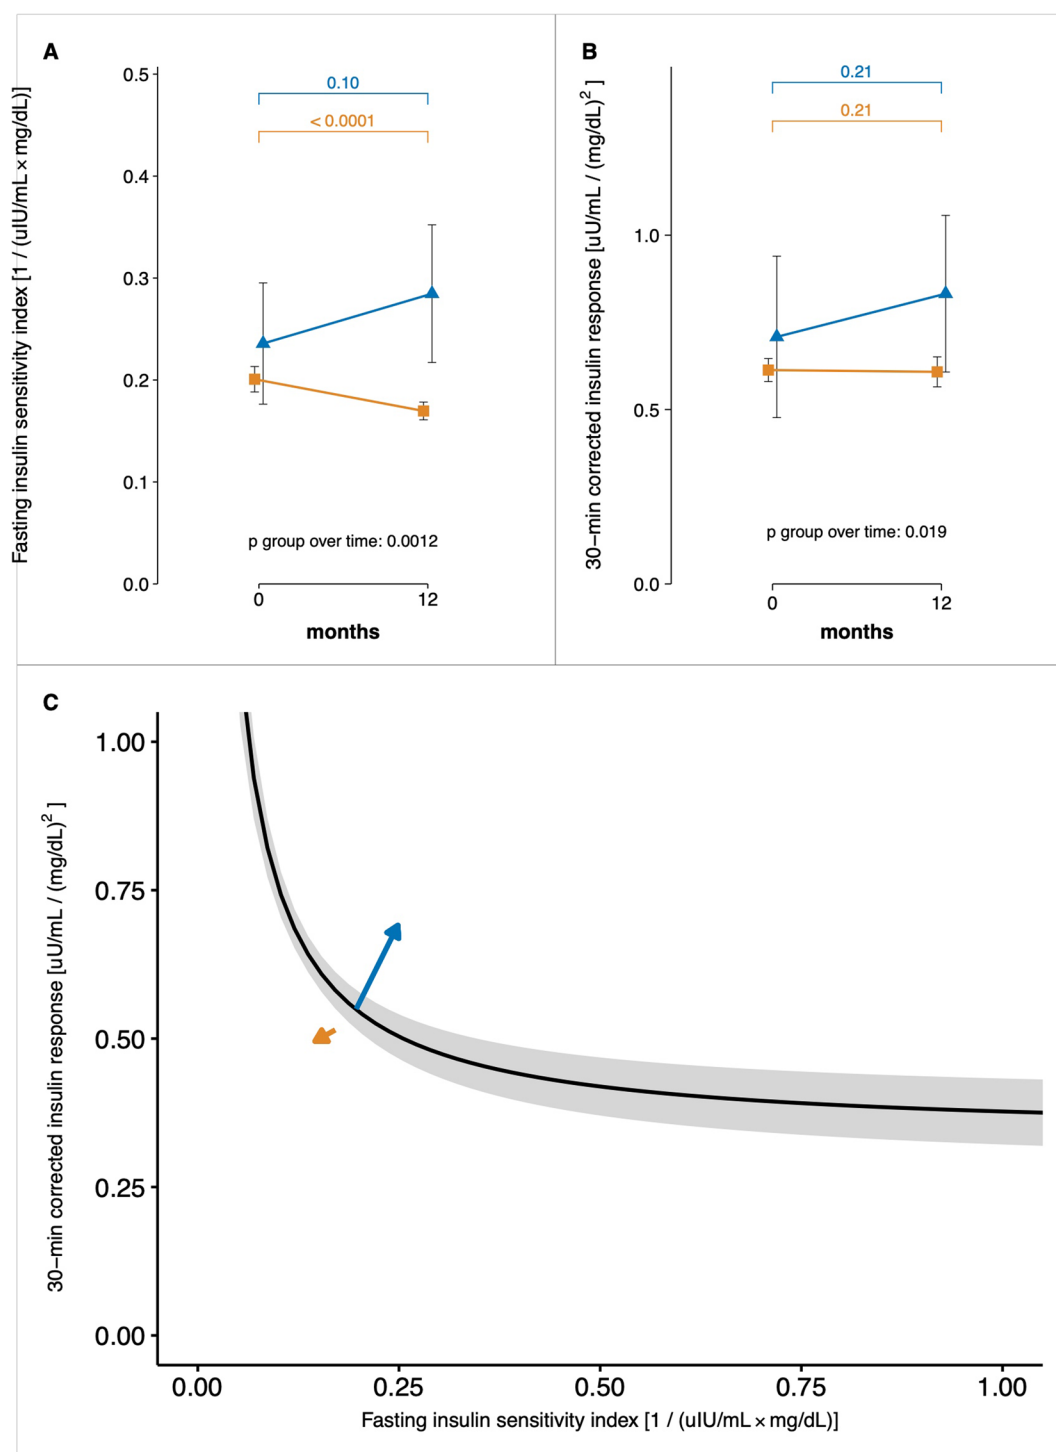 A
Fasting insulin sensitivity index [1 / (uIU/mL × mg/dL)]
0.5
0.4
0.3
0.2
0.1
0.0
0.10
< 0.0001
p group over time: 0.0012
0
12
months
B
30−min corrected insulin response [uU/mL / (mg/dL)² ]
1.0
0.5
0.0
0.21
0.21
p group over time: 0.019
0
12
months
C
30−min corrected insulin response [uU/mL / (mg/dL)² ]
1.00
0.75
0.50
0.25
0.00
0.00
0.25
0.50
0.75
1.00
Fasting insulin sensitivity index [1 / (uIU/mL × mg/dL)]